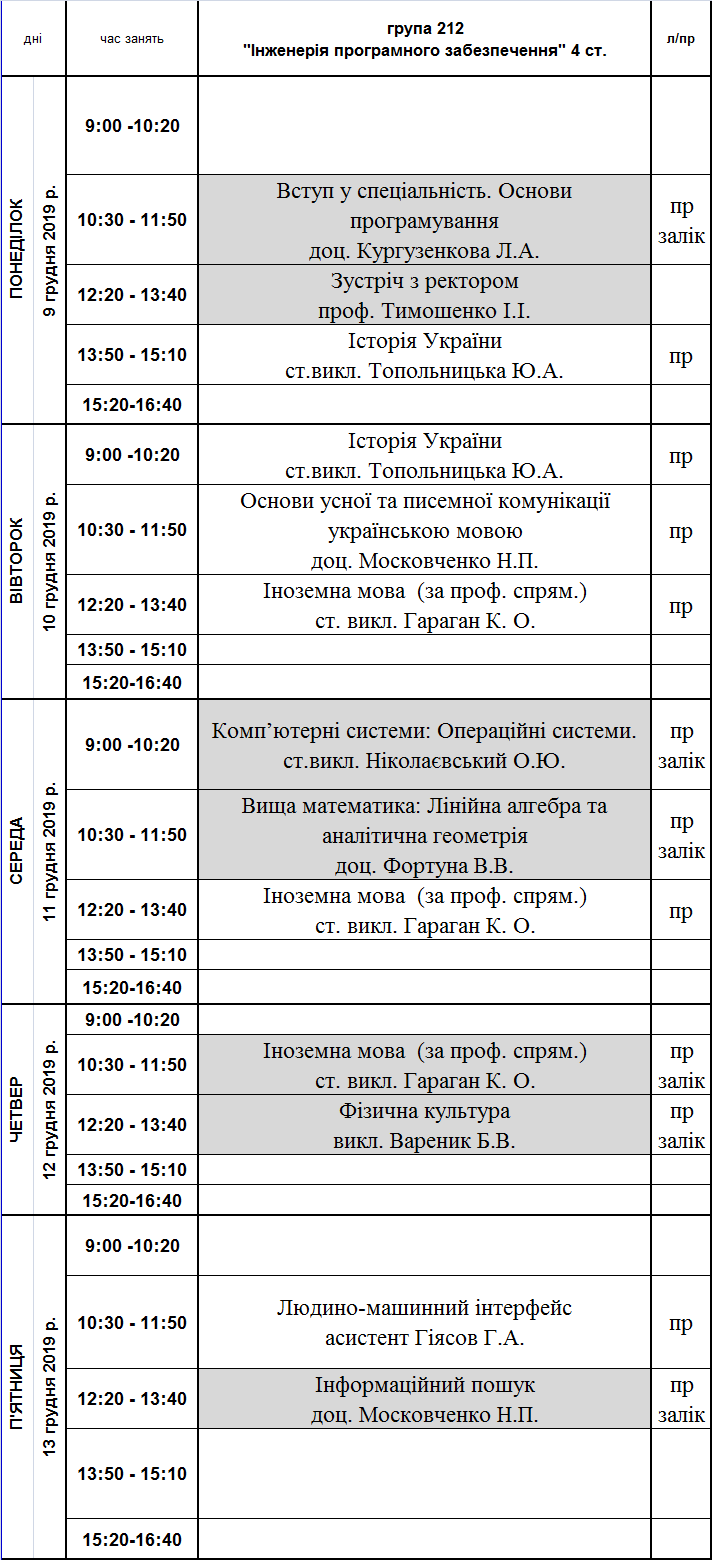 дні
час занять
група 212
"Інженерія програмного забезпечення" 4 ст.
л/пр
ПОНЕДІЛОК
9 грудня 2019 р.
9:00 -10:20
10:30 - 11:50
Вступ у спеціальність. Основи
програмування
доц. Кургузенкова Л.А.
пр
залік
12:20 - 13:40
Зустріч з ректором
проф. Тимошенко І.І.
13:50 - 15:10
Історія України
ст.викл. Топольницька Ю.А.
пр
15:20-16:40
ВІВТОРОК
10 грудня 2019 р.
9:00 -10:20
Історія України
ст.викл. Топольницька Ю.А.
пр
10:30 - 11:50
Основи усної та писемної комунікації
українською мовою
доц. Московченко Н.П.
пр
12:20 - 13:40
Іноземна мова (за проф. спрям.)
ст. викл. Гараган К. О.
пр
13:50 - 15:10
15:20-16:40
СЕРЕДА
11 грудня 2019 р.
9:00 -10:20
Комп’ютерні системи: Операційні системи.
ст.викл. Ніколаєвський О.Ю.
пр
залік
10:30 - 11:50
Вища математика: Лінійна алгебра та
аналітична геометрія
доц. Фортуна В.В.
пр
залік
12:20 - 13:40
Іноземна мова (за проф. спрям.)
ст. викл. Гараган К. О.
пр
13:50 - 15:10
15:20-16:40
ЧЕТВЕР
12 грудня 2019 р.
9:00 -10:20
10:30 - 11:50
Іноземна мова (за проф. спрям.)
ст. викл. Гараган К. О.
пр
залік
12:20 - 13:40
Фізична культура
викл. Вареник Б.В.
пр
залік
13:50 - 15:10
15:20-16:40
П'ЯТНИЦЯ
13 грудня 2019 р.
9:00 -10:20
10:30 - 11:50
Людино-машинний інтерфейс
асистент Гіясов Г.А.
пр
12:20 - 13:40
Інформаційний пошук
доц. Московченко Н.П.
пр
залік
13:50 - 15:10
15:20-16:40